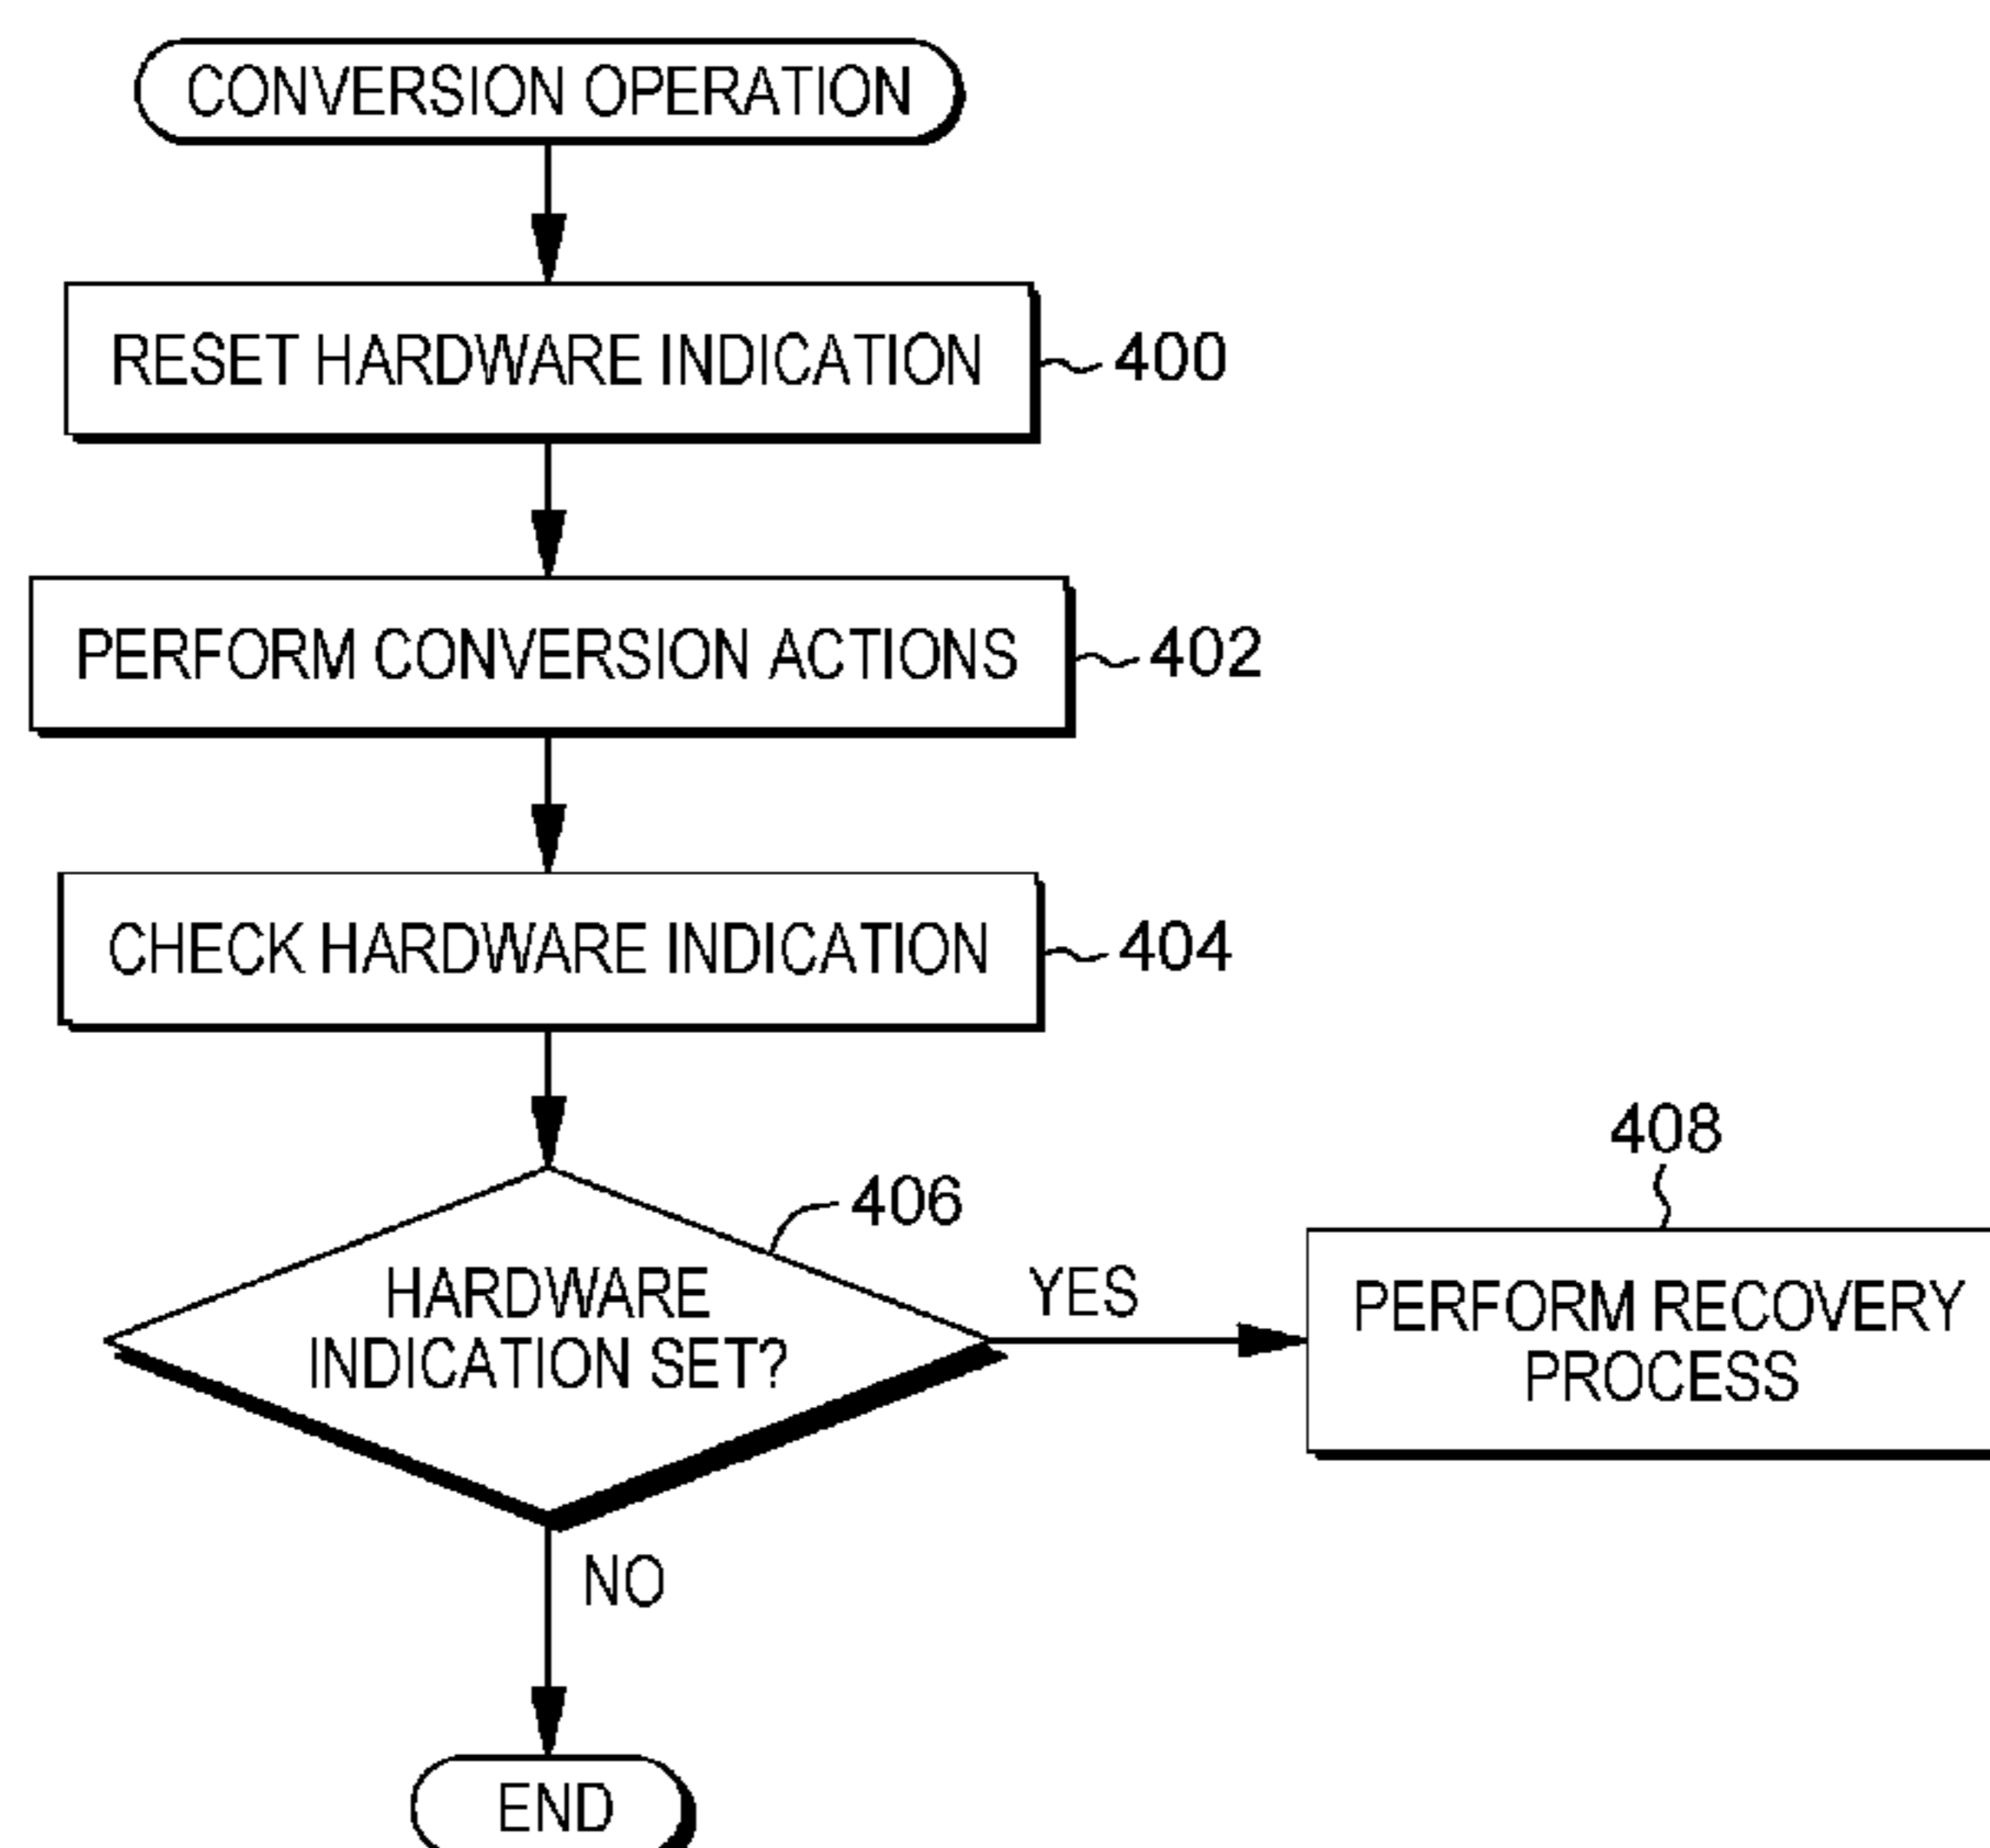 CONVERSION OPERATION
RESET HARDWARE INDICATION
400
PERFORM CONVERSION ACTIONS
402
CHECK HARDWARE INDICATION
404
406
HARDWARE
INDICATION SET?
YES
408
PERFORM RECOVERY
PROCESS
NO
END